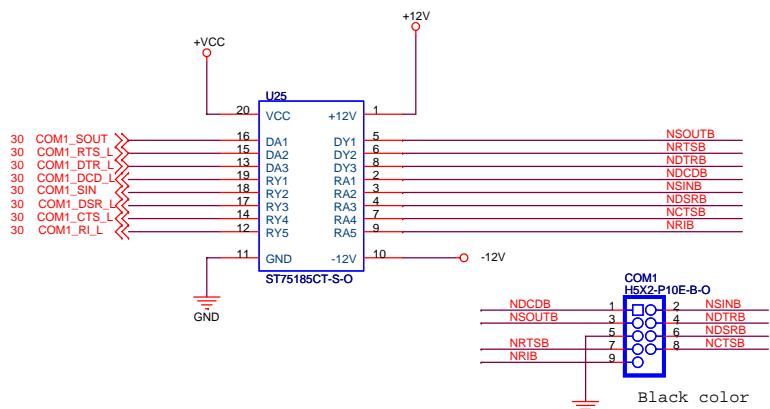 +12V
+VCC
U25
20 VCC +12V 1
30 COM1_SOUT 16 DA1 DY1 5 NSOUTB
30 COM1_RTS_L 15 DA2 DY2 6 NRTSB
30 COM1_DTR_L 13 DA3 DY3 8 NDTRB
30 COM1_DCD_L 19 RY1 RA1 2 NDCDB
30 COM1_SIN 18 RY2 RA2 3 NSINB
30 COM1_DSR_L 17 RY3 RA3 4 NDSRB
30 COM1_CTS_L 14 RY4 RA4 7 NCTSB
30 COM1_RI_L 12 RY5 RA5 9 NRIB
11 GND -12V 10 -12V
ST75185CT-S-O
GND
COM1
H5X2-P10E-B-O
NDCDB 1 2 NSINB
NSOUTB 3 4 NDTRB
5 6 NDSRB
NRTSB 7 8 NCTSB
NRIB 9
Black color